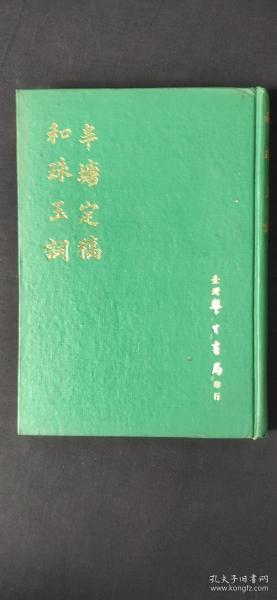 半塘定稿
和珠玉詞
臺灣學生書局印行
孔夫子旧书网